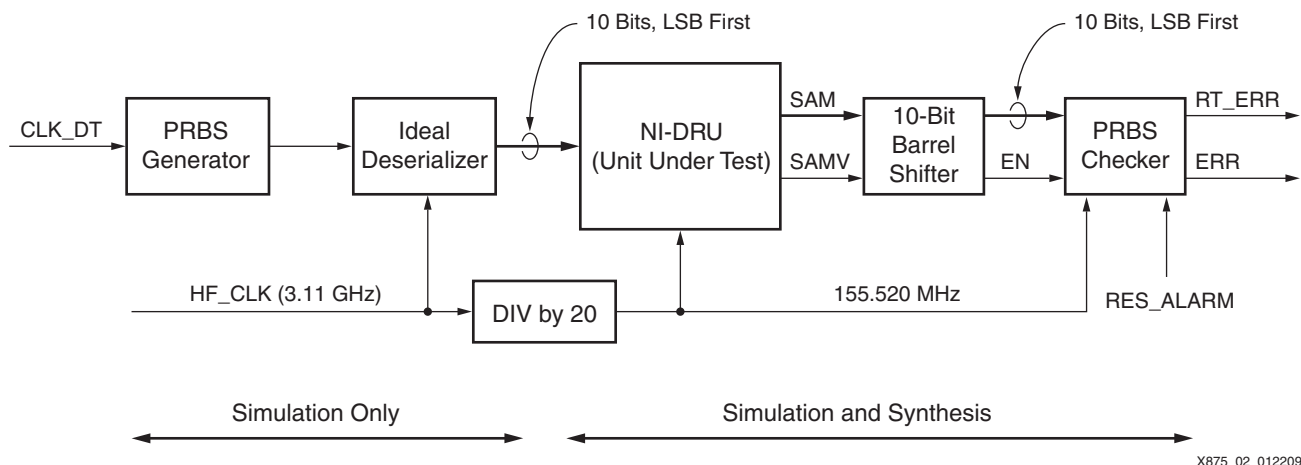 10 Bits, LSB First
10 Bits, LSB First
CLK_DT
PRBS
Generator
Ideal
Deserializer
NI-DRU
(Unit Under Test)
SAM
SAMV
10-Bit
Barrel
Shifter
EN
PRBS
Checker
RT_ERR
ERR
HF_CLK (3.11 GHz)
DIV by 20
155.520 MHz
RES_ALARM
Simulation Only
Simulation and Synthesis
X875_02_012209